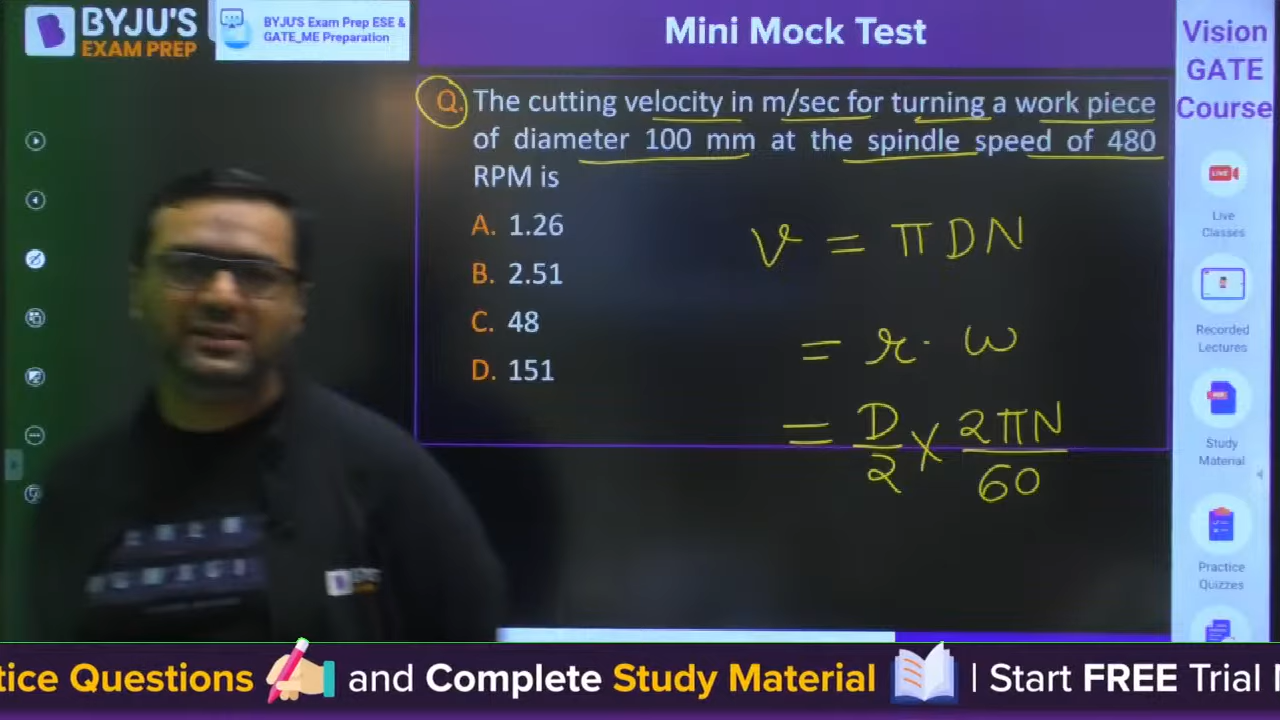 BYJU'S
EXAM PREP
BYJU'S Exam Prep ESE &
GATE_ME Preparation
Mini Mock Test
Vision
GATE
Course
Q. The cutting velocity in m/sec for turning a work piece
of diameter 100 mm at the spindle speed of 480
RPM is
A. 1.26
B. 2.51
C. 48
D. 151
V = π D N
= r . ω
= D/2 × 2πN/60
LIVE
Live
Classes
Recorded
Lectures
Study
Material
Practice
Quizzes
tice Questions and Complete Study Material | Start FREE Trial